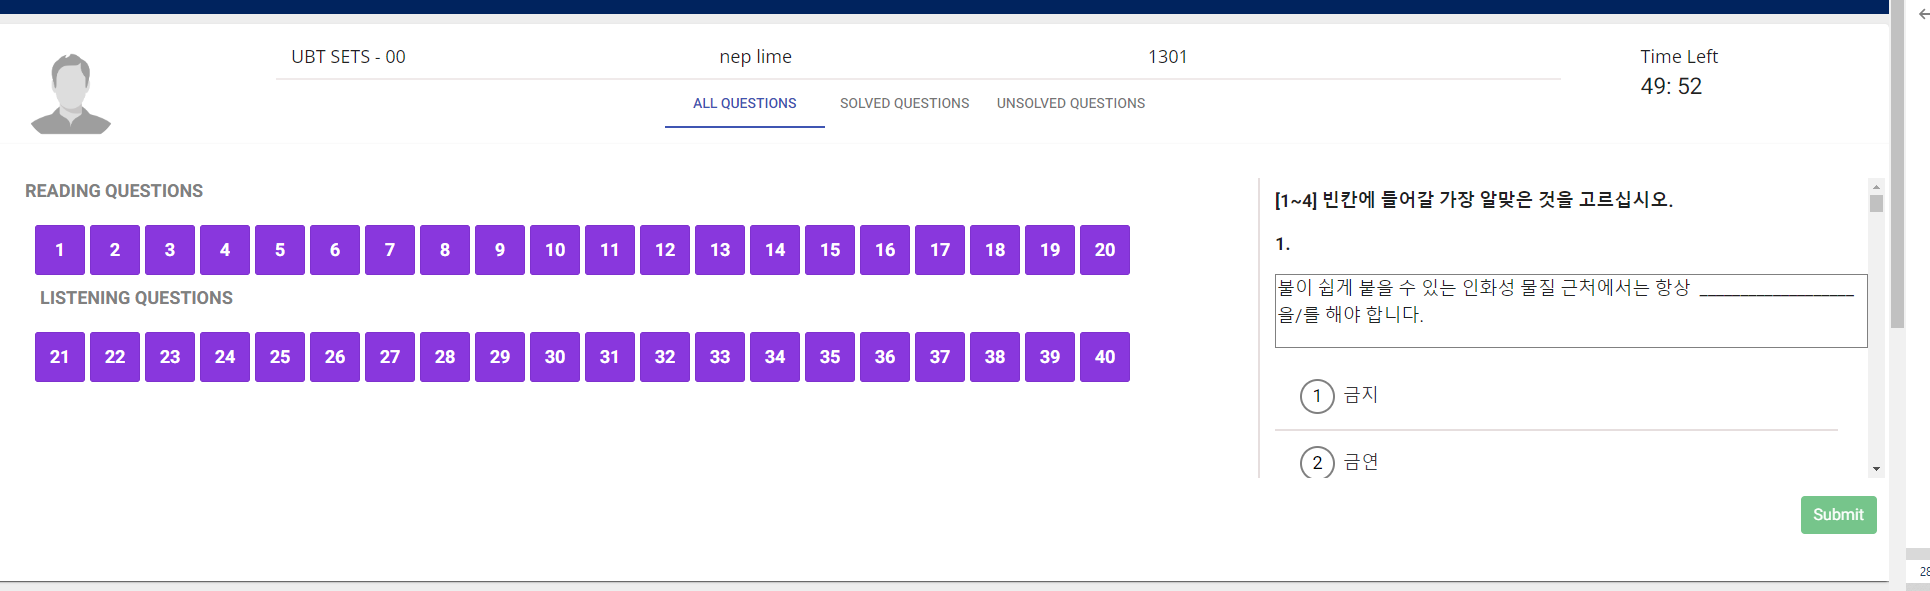 UBT SETS - 00
nep lime
1301
Time Left
49: 52
ALL QUESTIONS
SOLVED QUESTIONS
UNSOLVED QUESTIONS
READING QUESTIONS
1 2 3 4 5 6 7 8 9 10 11 12 13 14 15 16 17 18 19 20
LISTENING QUESTIONS
21 22 23 24 25 26 27 28 29 30 31 32 33 34 35 36 37 38 39 40
[1~4] 빈칸에 들어갈 가장 알맞은 것을 고르십시오.
1.
불이 쉽게 붙을 수 있는 인화성 물질 근처에서는 항상 ___________________
을/를 해야 합니다.
1 금지
2 금연
Submit
28